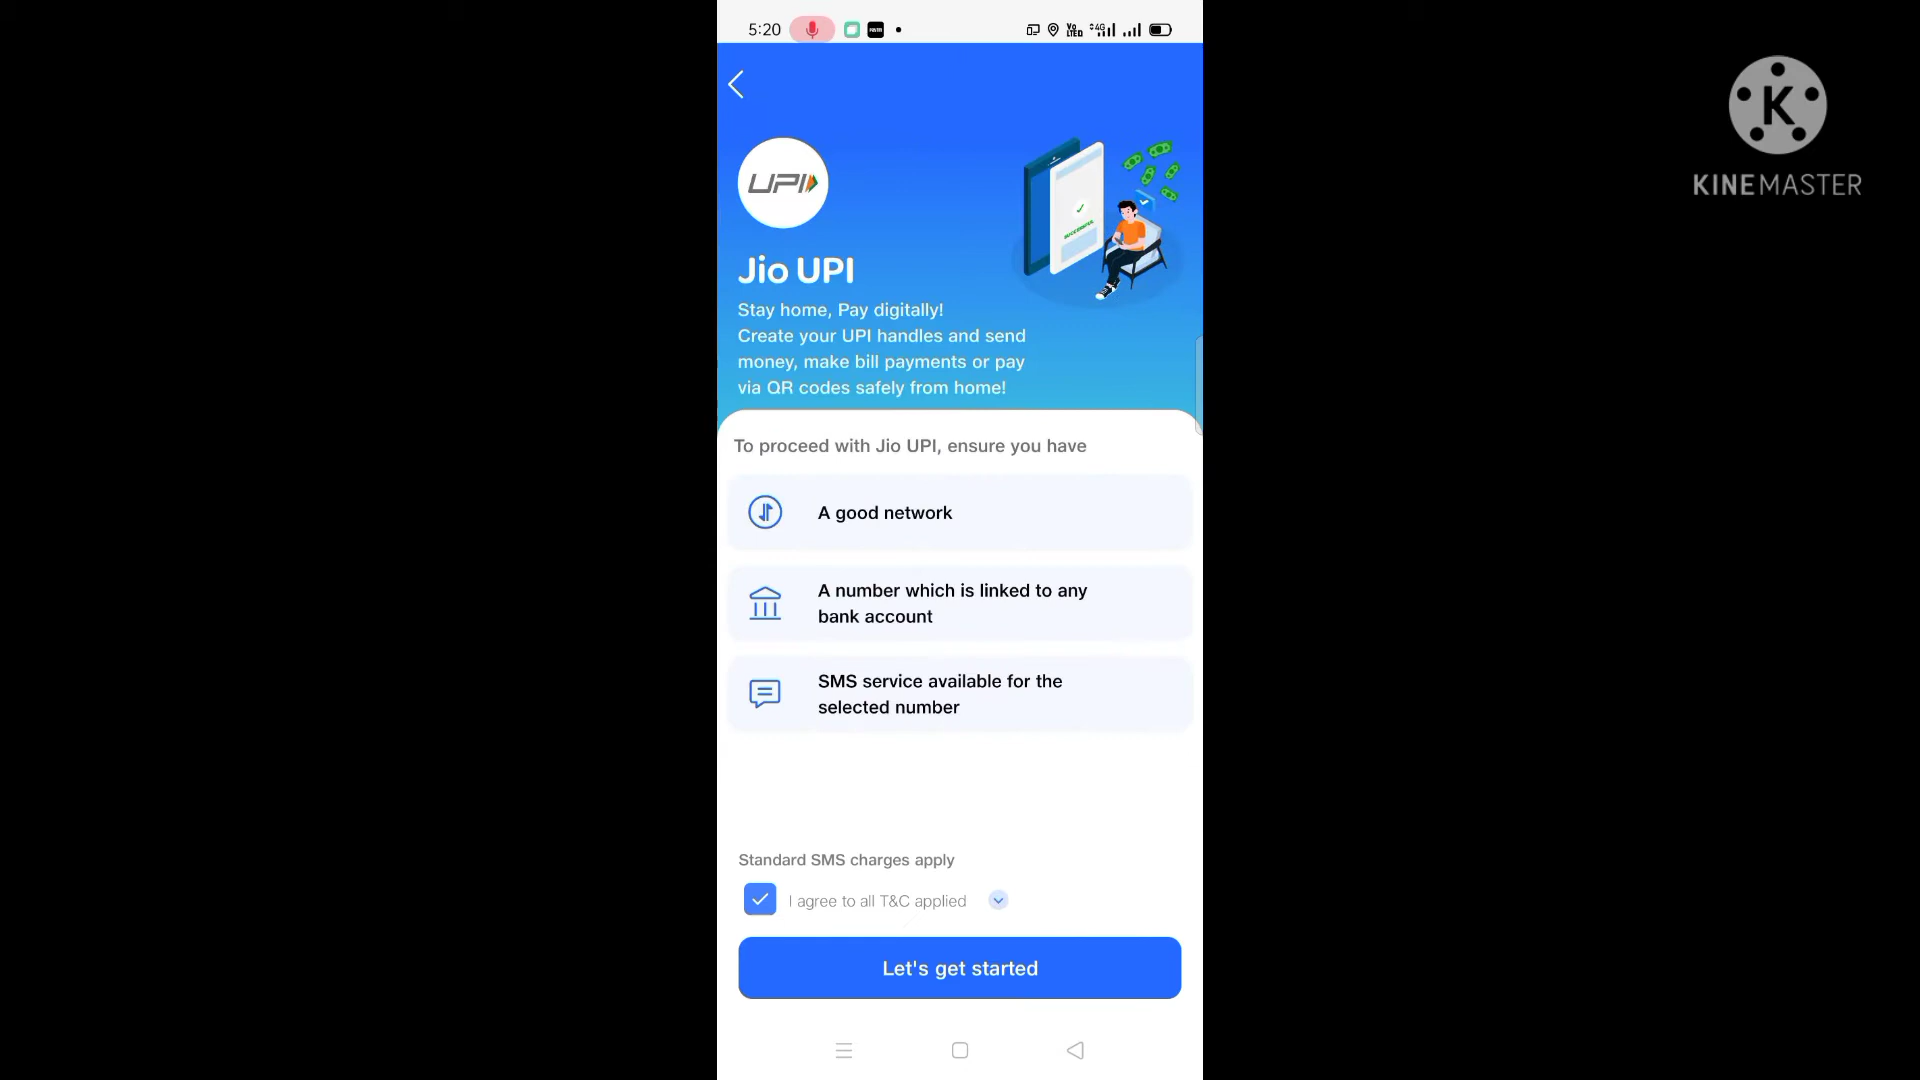 5:20
VoLTE 4G
K
KINEMASTER
UPI
SUCCESSFUL
Jio UPI
Stay home, Pay digitally!
Create your UPI handles and send
money, make bill payments or pay
via QR codes safely from home!
To proceed with Jio UPI, ensure you have
A good network
A number which is linked to any
bank account
SMS service available for the
selected number
Standard SMS charges apply
I agree to all T&C applied
Let's get started